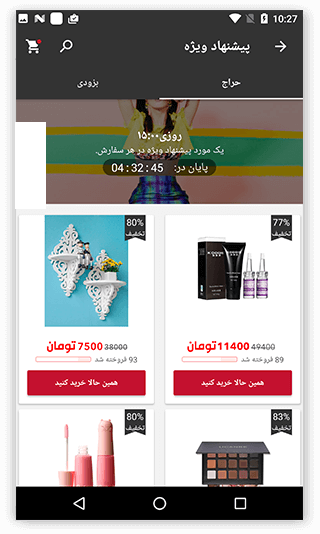 10:27
پیشنهاد ویژه
حراج
بزودی
روزی۱۵:۰۰
یک مورد پیشنهاد ویژه در هر سفارش.
پایان در: 04:32:45
77%
تخفیف
49400 11400 تومان
89 فروخته شد
همین حالا خرید کنید
80%
تخفیف
38000 7500 تومان
93 فروخته شد
همین حالا خرید کنید
83%
تخفیف
80%
تخفیف